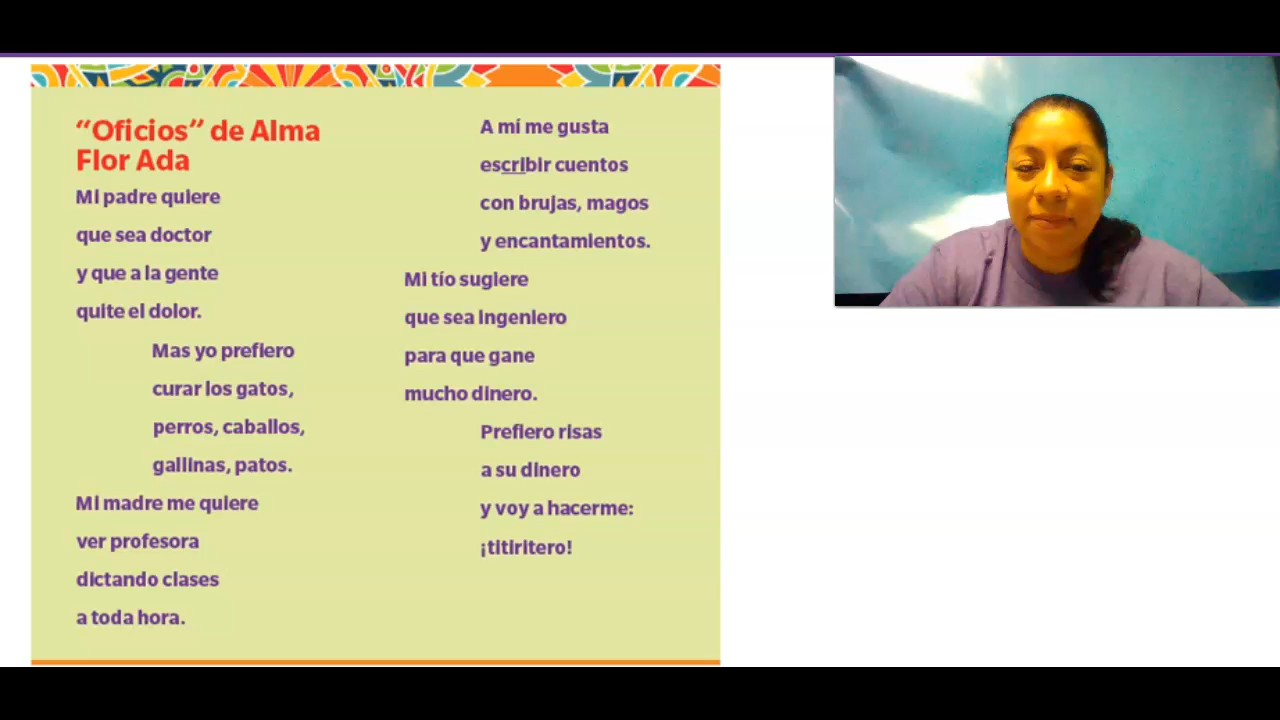 “Oficios” de Alma
Flor Ada
Mi padre quiere
que sea doctor
y que a la gente
quite el dolor.
Mas yo prefiero
curar los gatos,
perros, caballos,
gallinas, patos.
Mi madre me quiere
ver profesora
dictando clases
a toda hora.
A mí me gusta
escribir cuentos
con brujas, magos
y encantamientos.
Mi tío sugiere
que sea ingeniero
para que gane
mucho dinero.
Prefiero risas
a su dinero
y voy a hacerme:
¡titiritero!